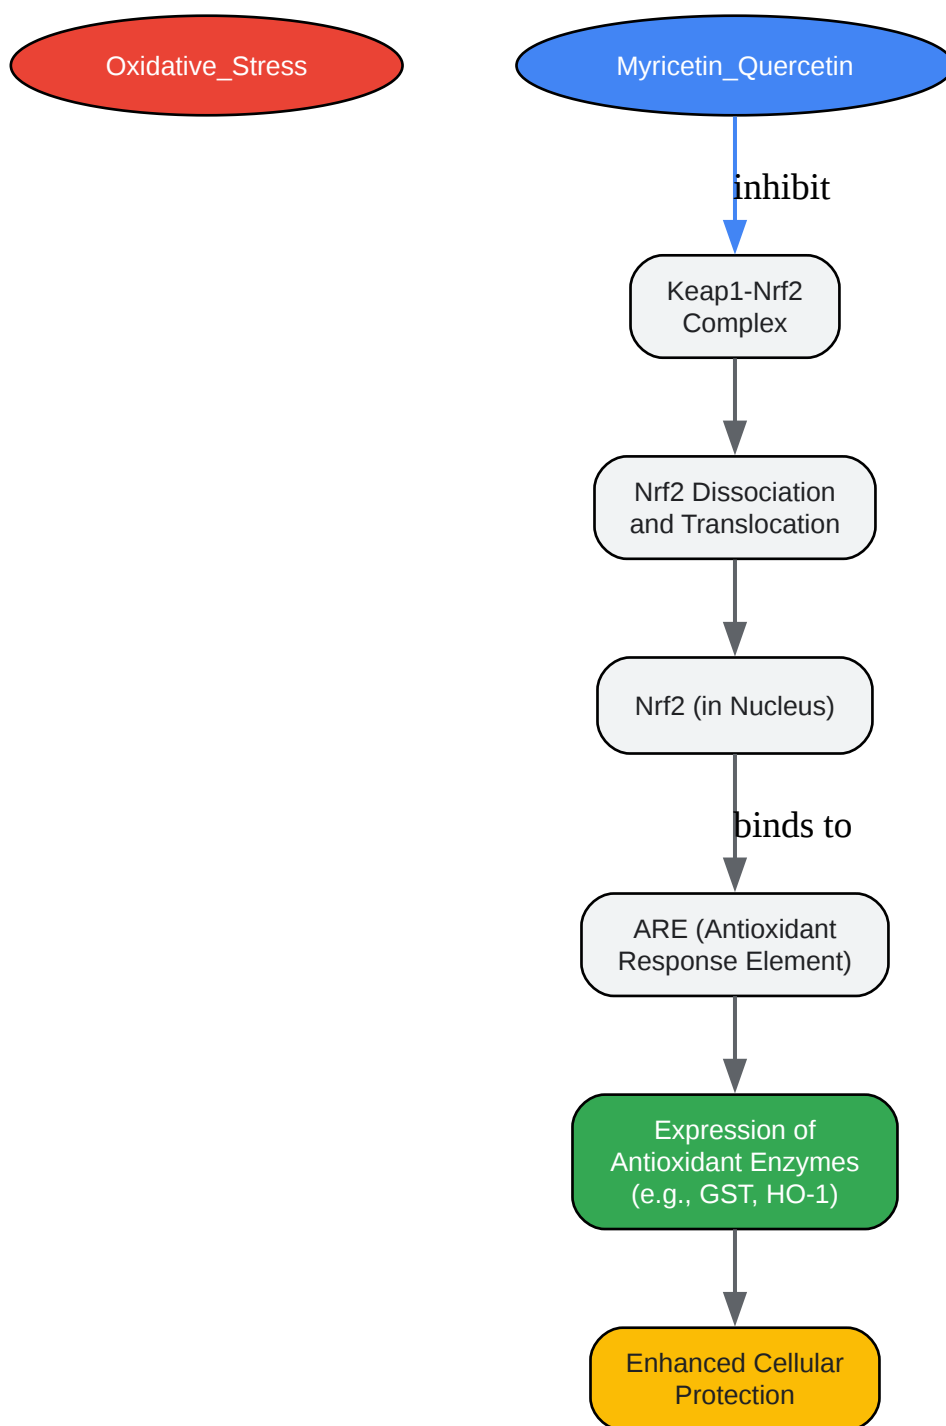 Oxidative_Stress
Myricetin_Quercetin
inhibit
Keap1-Nrf2
Complex
Nrf2 Dissociation
and Translocation
Nrf2 (in Nucleus)
binds to
ARE (Antioxidant
Response Element)
Expression of
Antioxidant Enzymes
(e.g., GST, HO-1)
Enhanced Cellular
Protection